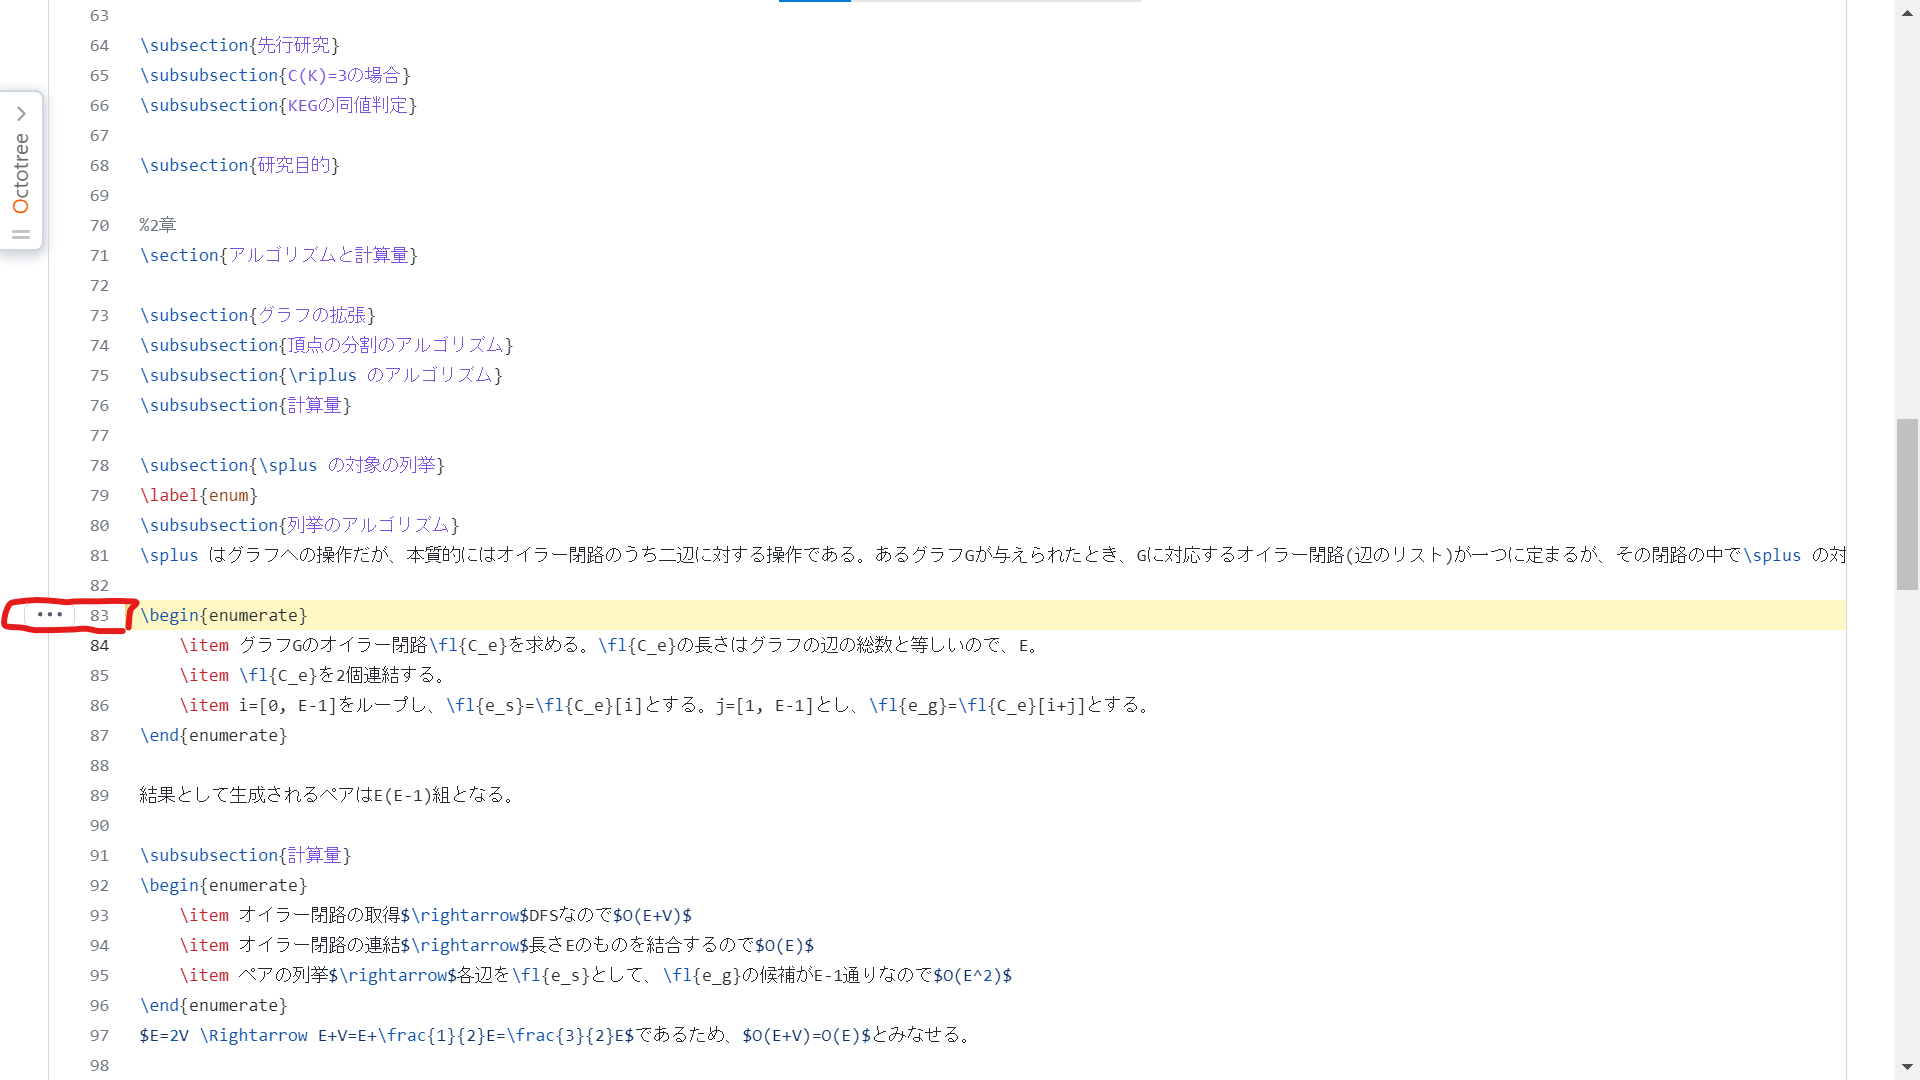 63
64 \subsection{先行研究}
65 \subsubsection{C(K)=3の場合}
66 \subsubsection{KEGの同値判定}
67
68 \subsection{研究目的}
69
Octotree
70 %2章
71 \section{アルゴリズムと計算量}
72
73 \subsection{グラフの拡張}
74 \subsubsection{頂点の分割のアルゴリズム}
75 \subsubsection{\riplus のアルゴリズム}
76 \subsubsection{計算量}
77
78 \subsection{\splus の対象の列挙}
79 \label{enum}
80 \subsubsection{列挙のアルゴリズム}
81 \splus はグラフへの操作だが、本質的にはオイラー閉路のうち二辺に対する操作である。あるグラフGが与えられたとき、Gに対応するオイラー閉路(辺のリスト)が一つに定まるが、その閉路の中で\splus の対
82
83 \begin{enumerate}
84 \item グラフGのオイラー閉路\fl{C_e}を求める。\fl{C_e}の長さはグラフの辺の総数と等しいので、E。
85 \item \fl{C_e}を2個連結する。
86 \item i=[0, E-1]をループし、\fl{e_s}=\fl{C_e}[i]とする。j=[1, E-1]とし、\fl{e_g}=\fl{C_e}[i+j]とする。
87 \end{enumerate}
88
89 結果として生成されるペアはE(E-1)組となる。
90
91 \subsubsection{計算量}
92 \begin{enumerate}
93 \item オイラー閉路の取得$\rightarrow$DFSなので$O(E+V)$
94 \item オイラー閉路の連結$\rightarrow$長さEのものを結合するので$O(E)$
95 \item ペアの列挙$\rightarrow$各辺を\fl{e_s}として、\fl{e_g}の候補がE-1通りなので$O(E^2)$
96 \end{enumerate}
97 $E=2V \Rightarrow E+V=E+\frac{1}{2}E=\frac{3}{2}E$であるため、$O(E+V)=O(E)$とみなせる。
98